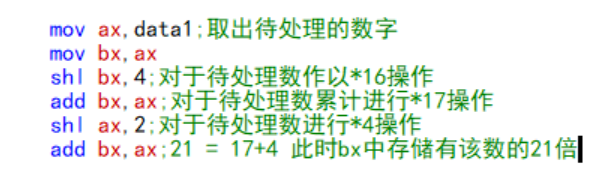 mov ax,data1;取出待处理的数字
mov bx,ax
shl bx,4;对于待处理数作以*16操作
add bx,ax;对于待处理数累计进行*17操作
shl ax,2;对于待处理数进行*4操作
add bx,ax;21 = 17+4 此时bx中存储有该数的21倍